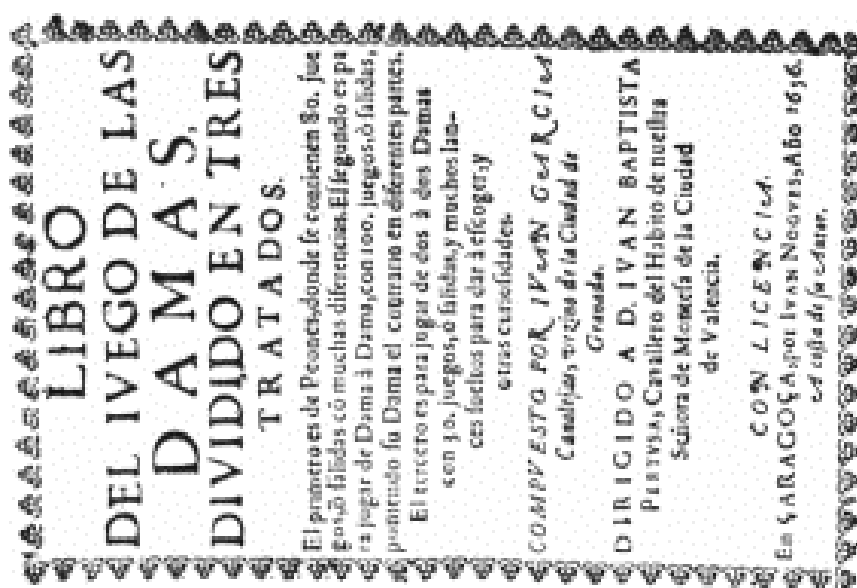 LIBRO
DEL IVEGO DE LAS
DAMAS,
DIVIDIDO EN TRES
TRATADOS.
El primero es de Peones, donde se contienen 80. jue
gos, ò salidas cō muchas diferencias. El segundo es pa
ra jugar de Dama à Dama, con 100. juegos, ò salidas,
poniendo su Dama el contrario en diferentes partes.
El tercero es para jugar de dos à dos Damas
con 30. juegos, ò salidas, y muchos lan-
ces sueltos para dar à escoger, y
otras curiosidades.
COMPVESTO POR IVAN GARCIA
Canalejas, vezino de la Ciudad de
Granada.
DIRIGIDO A D. IVAN BAPTISTA
PERTVSA, Cavallero del Habito de nuestra
Señora de Montesa de la Ciudad
de Valencia.
CON LICENCIA.
En ÇARAGOÇA, por IVAN NOGVES, Año 1636.
A costa de su Autor.